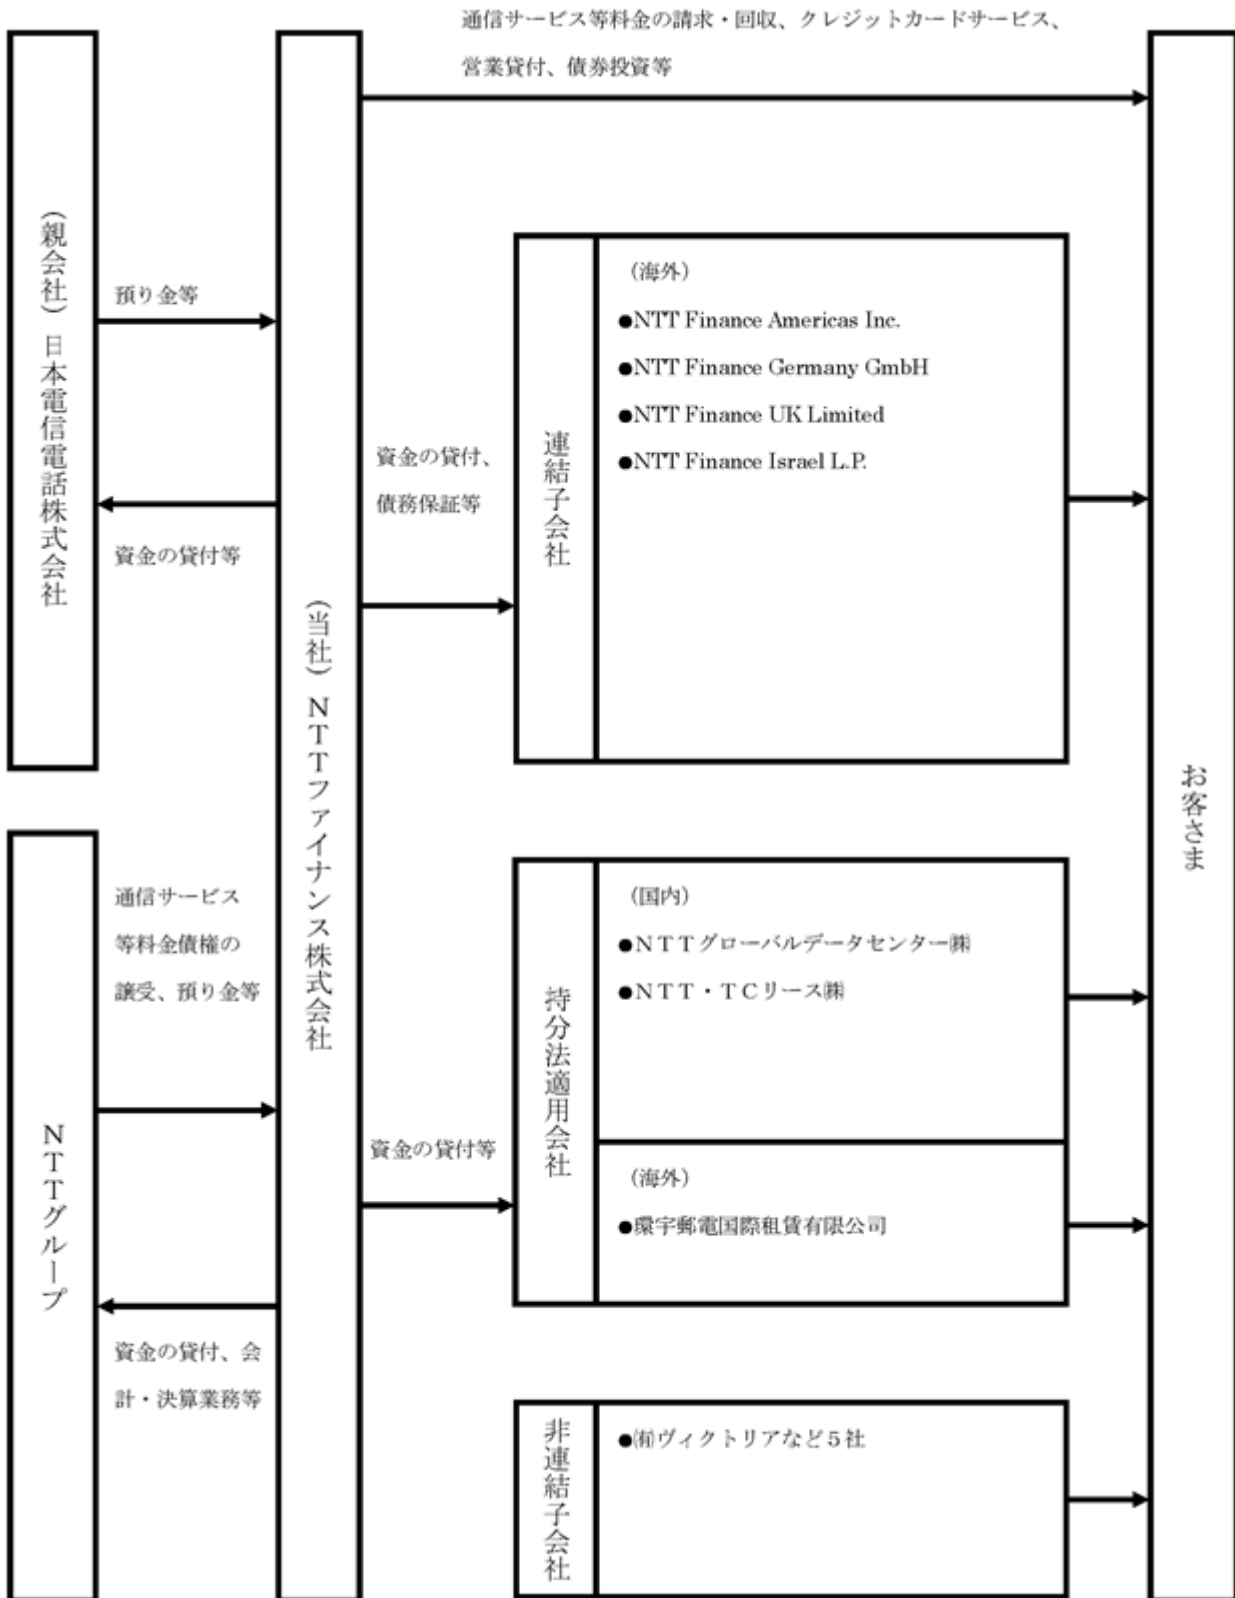 通信サービス等料金の請求・回収、クレジットカードサービス、
営業貸付、債券投資等
（親会社）日本電信電話株式会社
預り金等
資金の貸付等
NTTグループ
通信サービス
等料金債権の
譲受、預り金等
資金の貸付、会
計・決算業務等
（当社）NTTファイナンス株式会社
資金の貸付、
債務保証等
連結子会社
（海外）
●NTT Finance Americas Inc.
●NTT Finance Germany GmbH
●NTT Finance UK Limited
●NTT Finance Israel L.P.
資金の貸付等
持分法適用会社
（国内）
●ＮＴＴグローバルデータセンター㈱
●ＮＴＴ・ＴＣリース㈱
（海外）
●環宇郵電国際租賃有限公司
非連結子会社
●㈲ヴィクトリアなど５社
お客さま